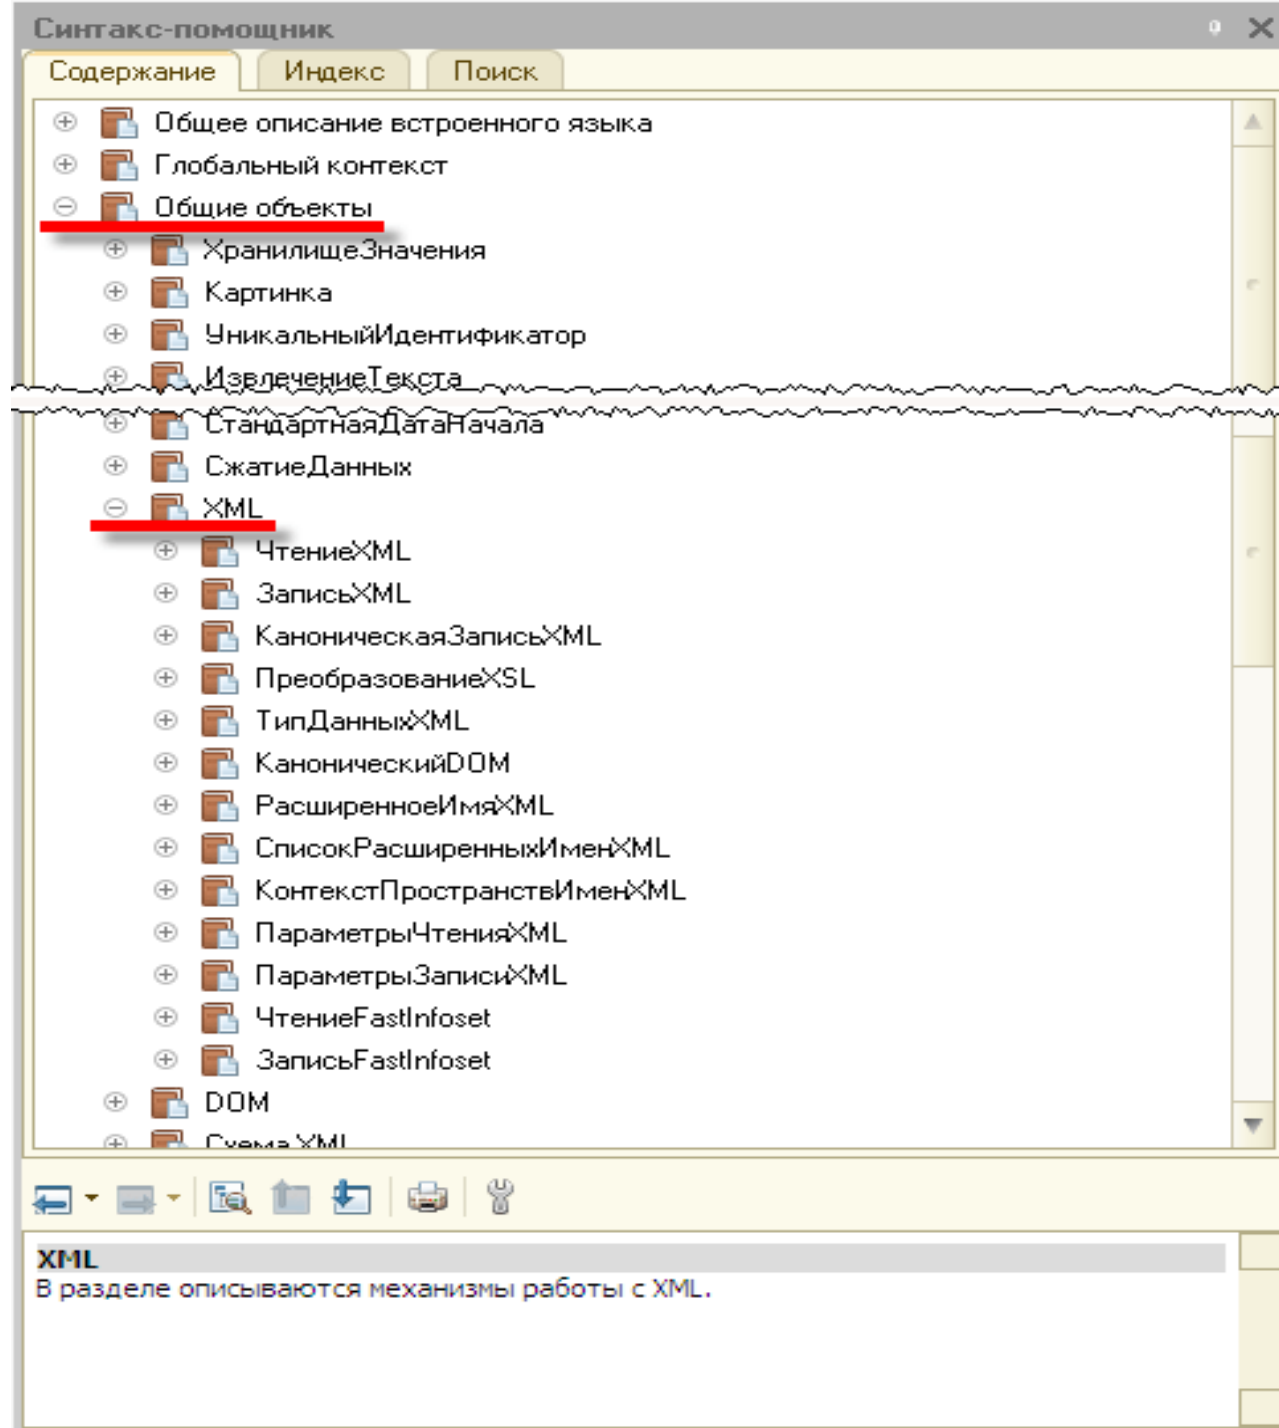 Синтакс-помощник
Содержание Индекс Поиск
Общее описание встроенного языка
Глобальный контекст
Общие объекты
ХранилищеЗначения
Картинка
УникальныйИдентификатор
ИзвлечениеТекста
СтандартнаяДатаНачала
СжатиеДанных
XML
ЧтениеXML
ЗаписьXML
КаноническаяЗаписьXML
ПреобразованиеXSL
ТипДанныхXML
КаноническийDOM
РасширенноеИмяXML
СписокРасширенныхИменXML
КонтекстПространствИменXML
ПараметрыЧтенияXML
ПараметрыЗаписиXML
ЧтениеFastInfoset
ЗаписьFastInfoset
DOM
Схема XML
XML
В разделе описываются механизмы работы с XML.